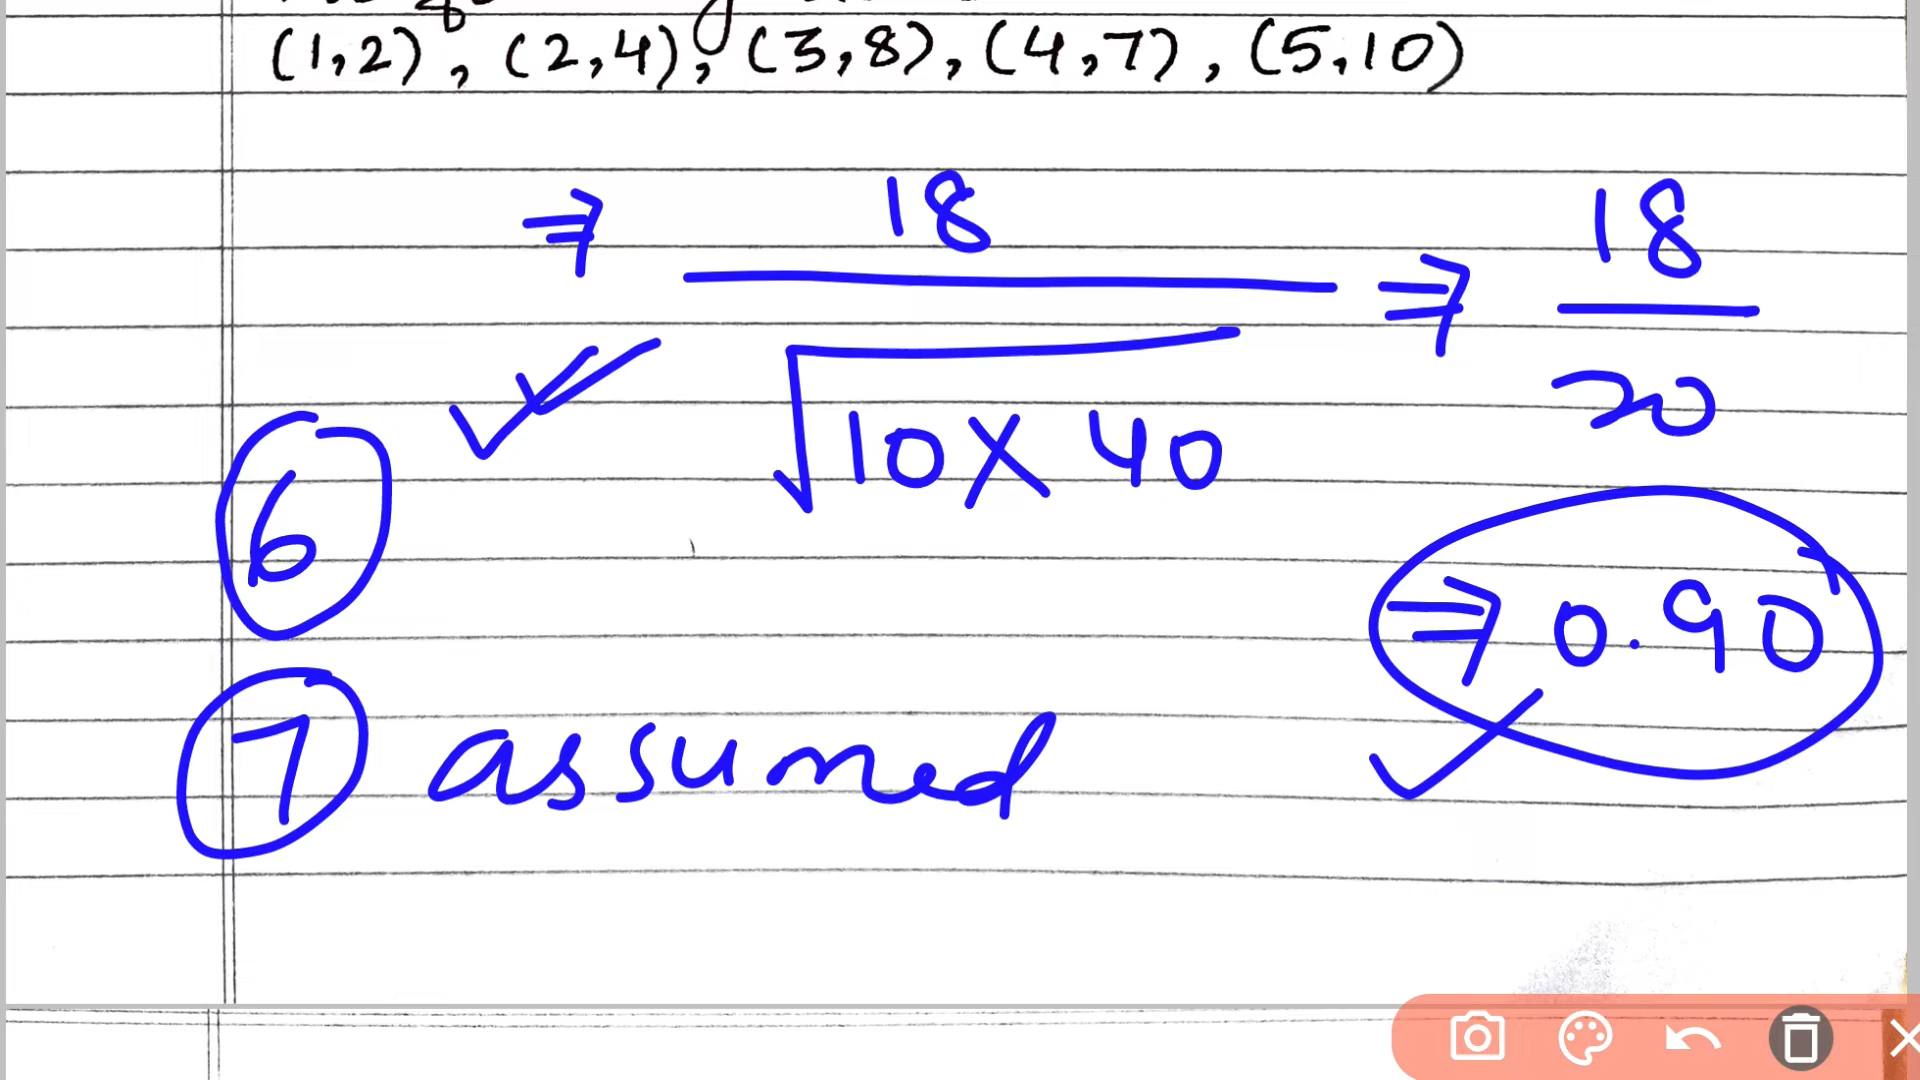 (1,2), (2,4), (3,8), (4,7), (5,10)
⇒ 18 / √10 × 40 ⇒ 18 / 20
⇒ 0.90
6
7 assumed